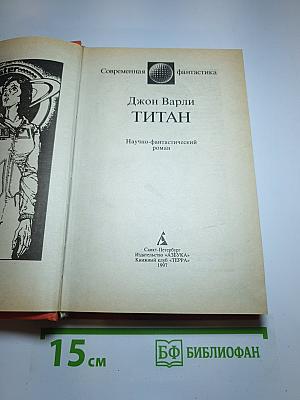 Современная фантастика
Джон Варли
ТИТАН
Научно-фантастический
роман
Санкт-Петербург
Издательство «АЗБУКА»
Книжный клуб «ТЕРРА»
1997
15 см
БФ БИБЛИОФАН